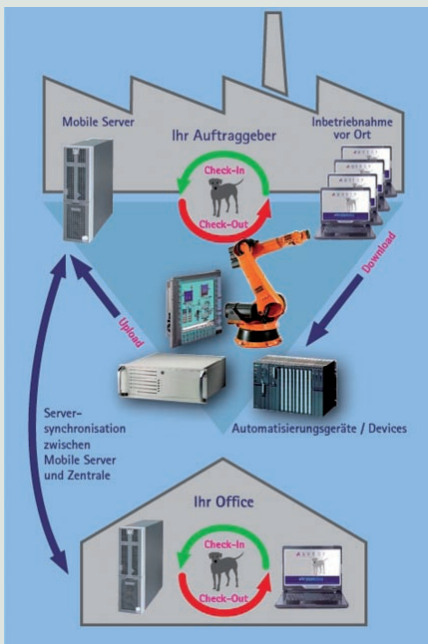 Mobile Server
Ihr Auftraggeber
Inbetriebnahme
vor Ort
Check-In
Check-Out
Upload
Download
Server-
synchronisation
zwischen
Mobile Server
und Zentrale
Automatisierungsgeräte / Devices
Ihr Office
Check-In
Check-Out